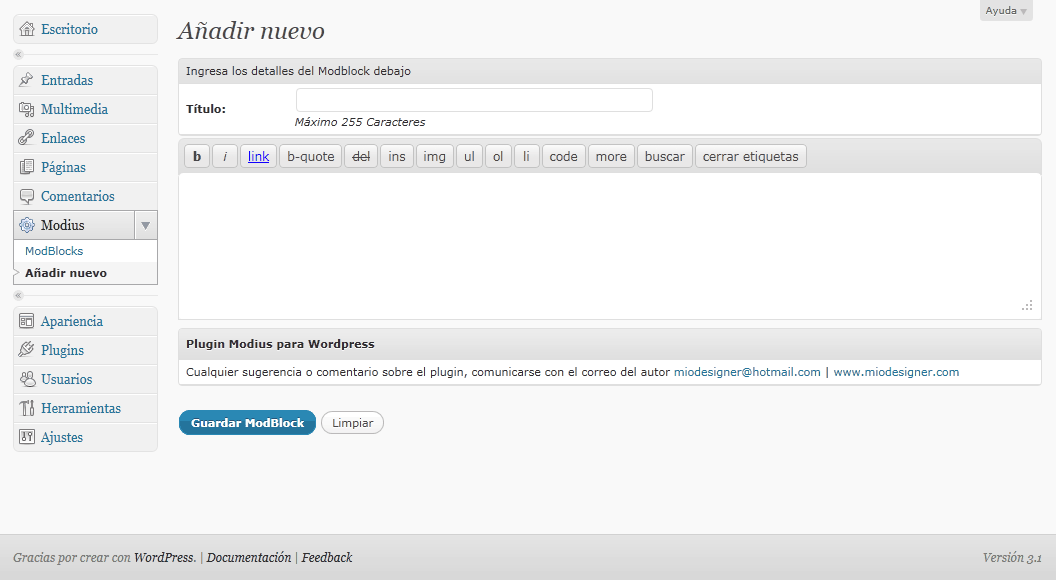 Ayuda
Escritorio
Entradas
Multimedia
Enlaces
Páginas
Comentarios
Modius
ModBlocks
Añadir nuevo
Apariencia
Plugins
Usuarios
Herramientas
Ajustes
Añadir nuevo
Ingresa los detalles del Modblock debajo
Título:
Máximo 255 Caracteres
b i link b-quote del ins img ul ol li code more buscar cerrar etiquetas
Plugin Modius para Wordpress
Cualquier sugerencia o comentario sobre el plugin, comunicarse con el correo del autor miodesigner@hotmail.com | www.miodesigner.com
Guardar ModBlock Limpiar
Gracias por crear con WordPress. | Documentación | Feedback Versión 3.1